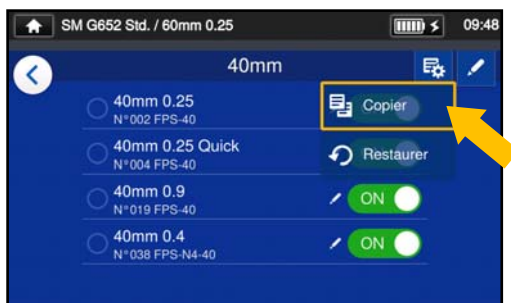 SM G652 Std. / 60mm 0.25
09:48
40mm
40mm 0.25
N°002 FPS-40
Copier
40mm 0.25 Quick
N°004 FPS-40
Restaurer
40mm 0.9
N°019 FPS-40
ON
40mm 0.4
N°038 FPS-N4-40
ON